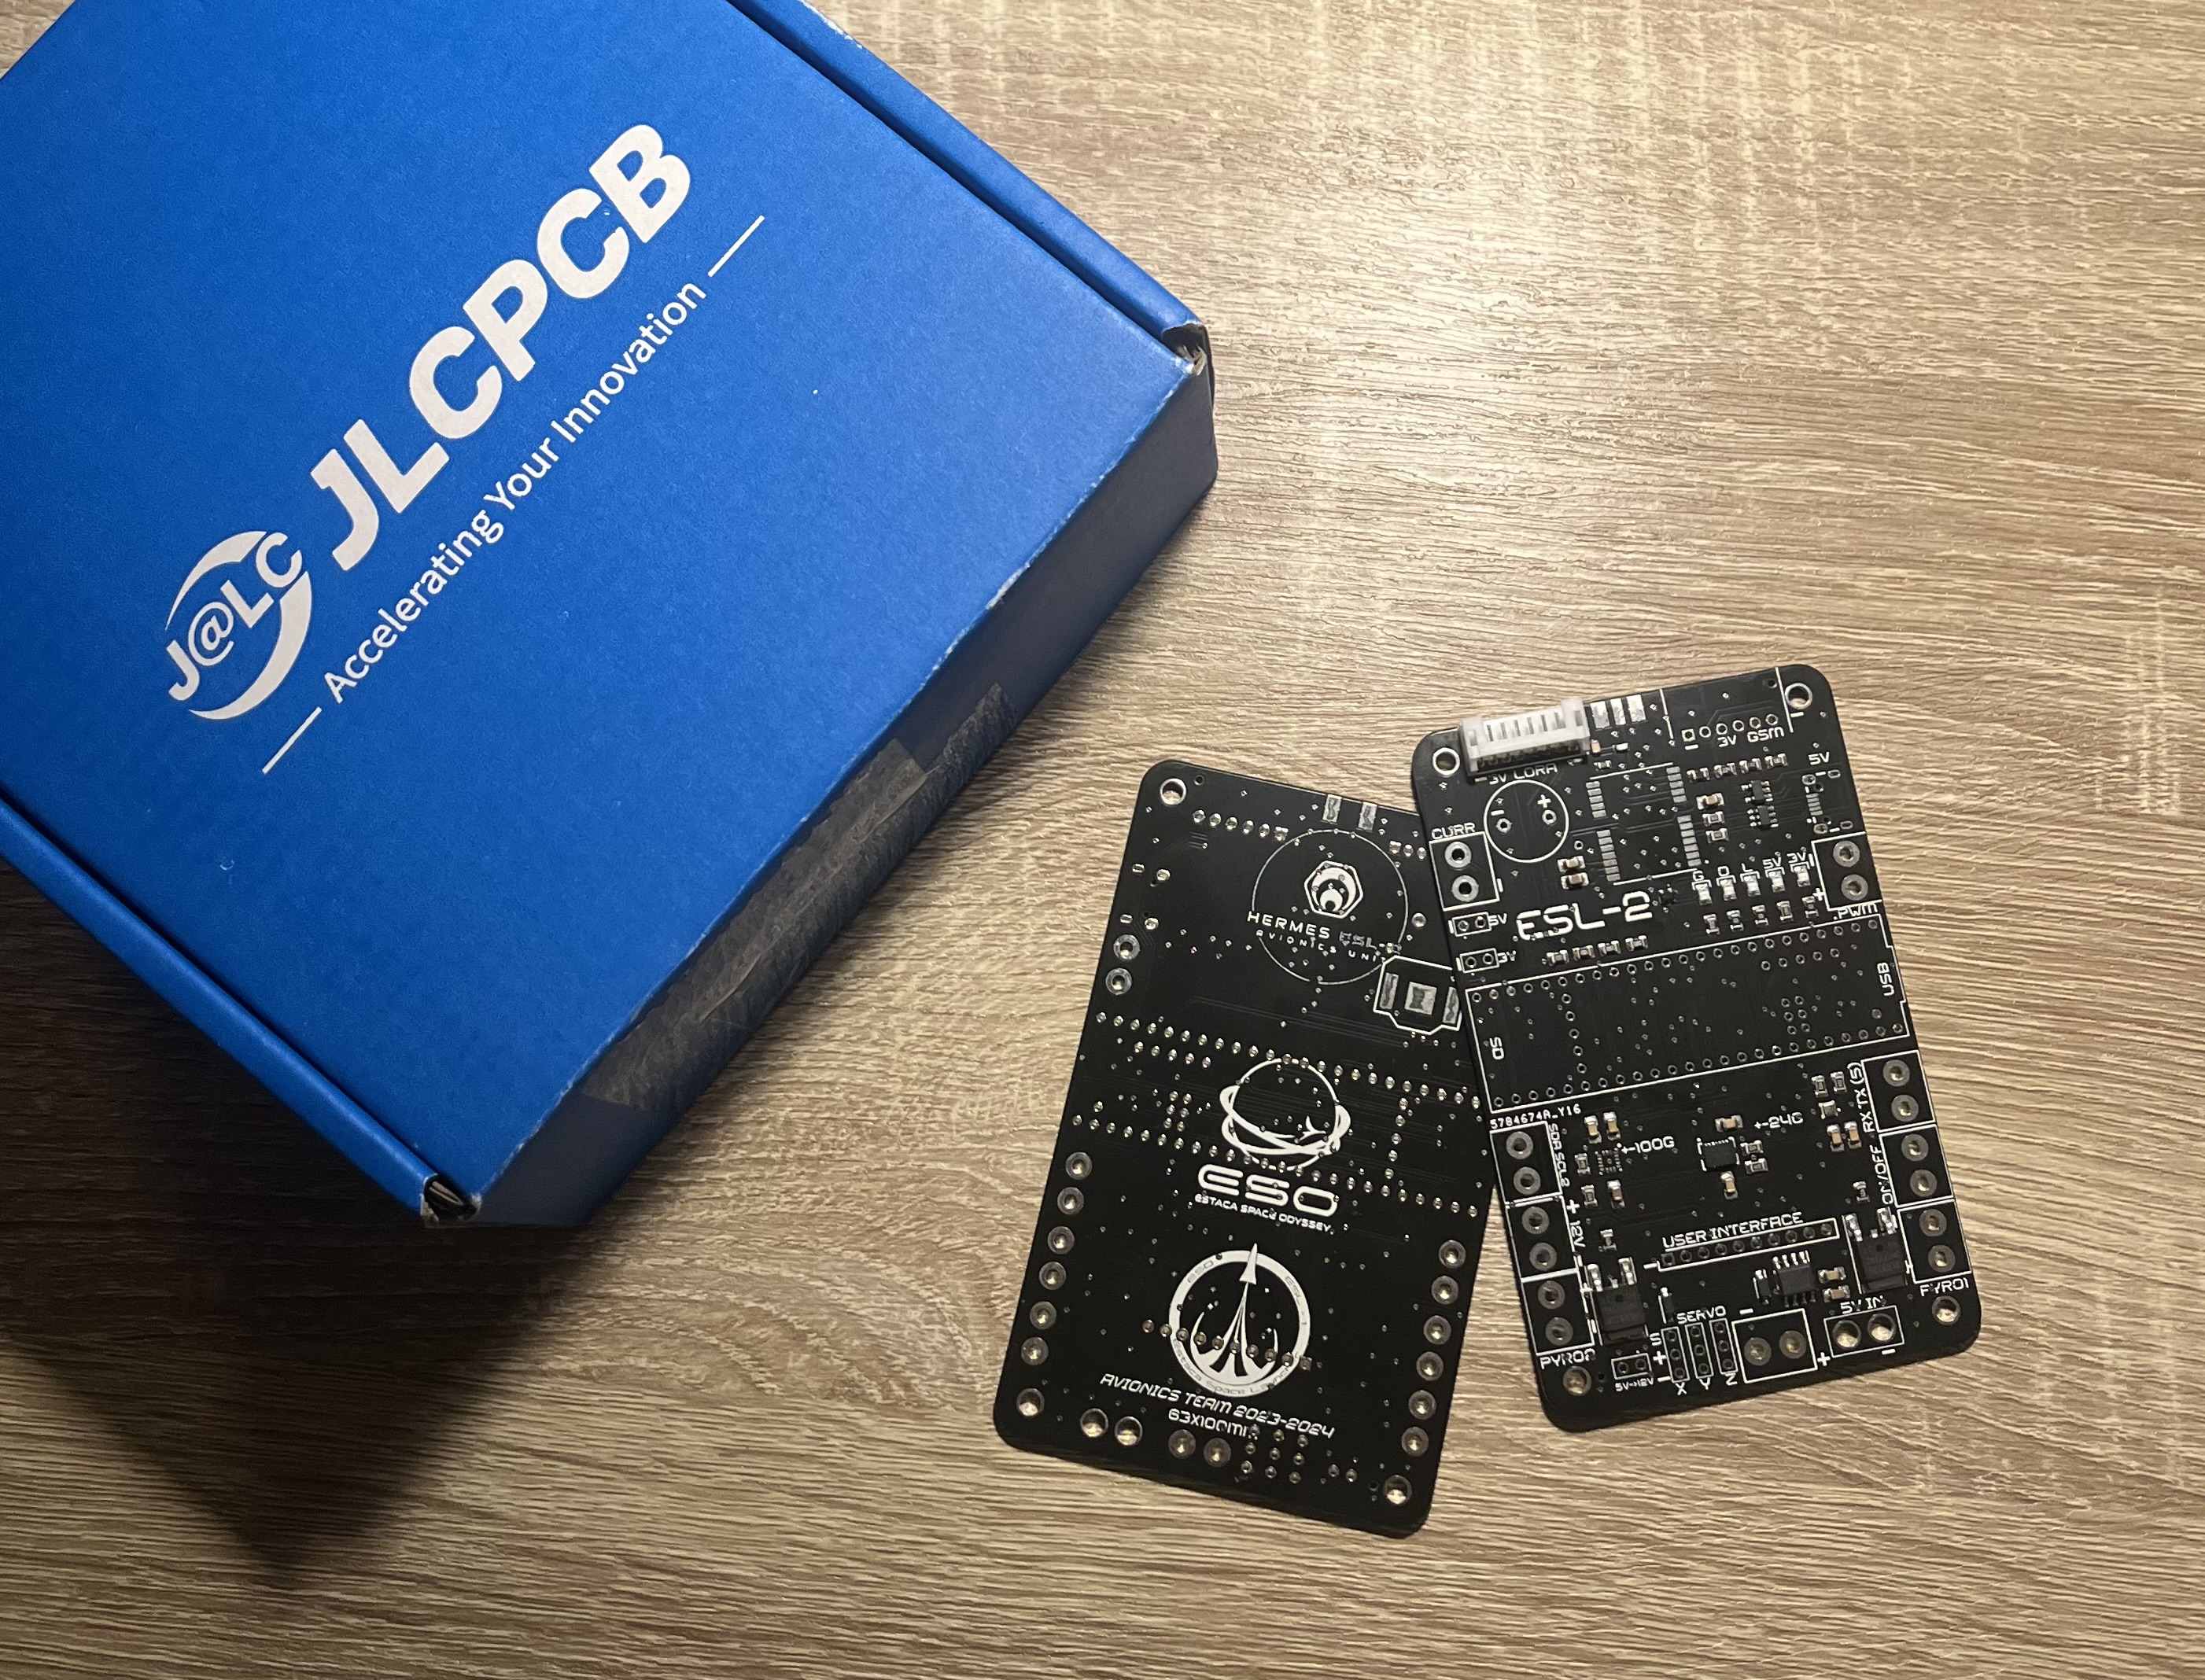 J@LC
JLCPCB
Accelerating Your Innovation
HERMES
AVIONICS UNIT
ESO
ESTACA SPACE ODYSSEY
AVIONICS TEAM 2023-2024
63X100MM
3V LORA
3V GSM
5V
CURR
G
L
5V
3V
PWM
ESL-2
5V
3V
USB
SD
5784674A_Y16
SDA SCL
+-100G
+-24G
RX TX (S)
ON/OFF
12V
USER INTERFACE
PYRO1
PYRO2
SERVO
S
5V IN
5V->12V
X
Y
Z